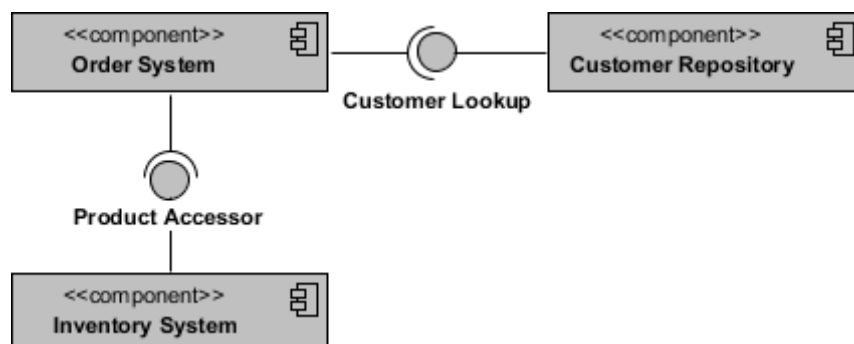 <<component>>
Order System
<<component>>
Customer Repository
Customer Lookup
Product Accessor
<<component>>
Inventory System